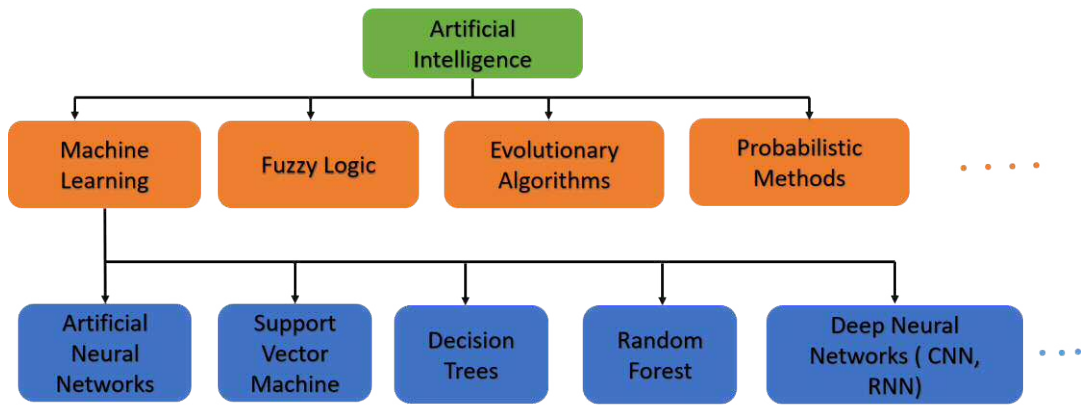 Artificial
Intelligence
Machine
Learning
Fuzzy Logic
Evolutionary
Algorithms
Probabilistic
Methods
Artificial
Neural
Networks
Support
Vector
Machine
Decision
Trees
Random
Forest
Deep Neural
Networks ( CNN,
RNN)